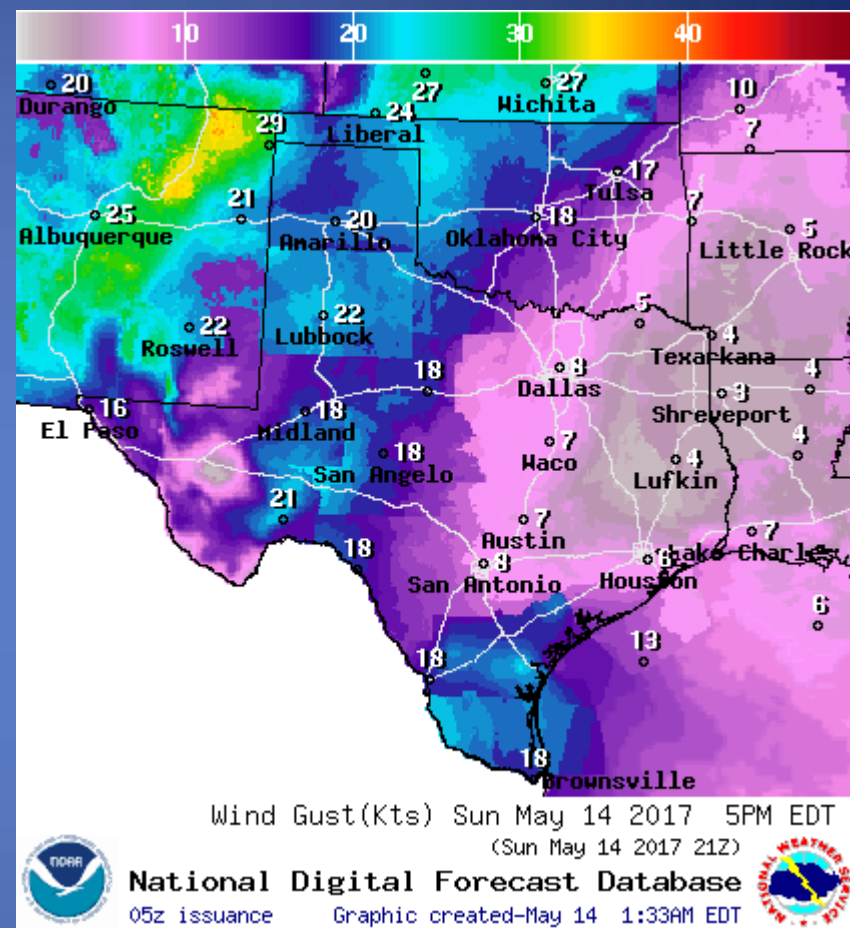 10 20 30 40
20 27 27 10
Durango Wichita
24
Liberal
29 7
17
Tulsa
25 21 20 18 7 5
Albuquerque Amarillo Oklahoma City Little Rock
22 22 5 4
Roswell Lubbock Texarkana
8
Dallas
18 3 4
16 18 Shreveport
El Paso Midland
18 7 4 4
San Angelo Waco Lufkin
21 7 7
Austin Lake Charles
18 8 6
San Antonio Houston
6
13
18
18
Brownsville
Wind Gust(Kts) Sun May 14 2017 5PM EDT
(Sun May 14 2017 21Z)
NOAA
National Digital Forecast Database
05z issuance Graphic created-May 14 1:33AM EDT
NATIONAL WEATHER SERVICE